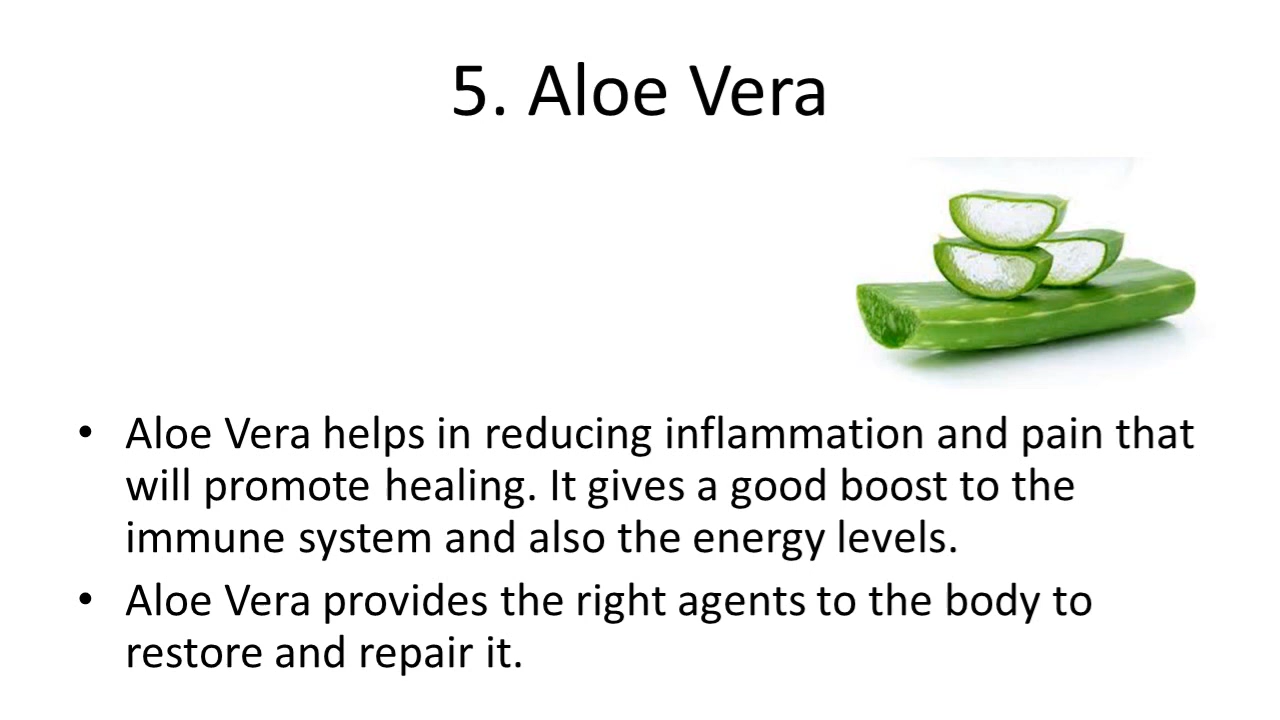 5. Aloe Vera
• Aloe Vera helps in reducing inflammation and pain that
will promote healing. It gives a good boost to the
immune system and also the energy levels.
• Aloe Vera provides the right agents to the body to
restore and repair it.